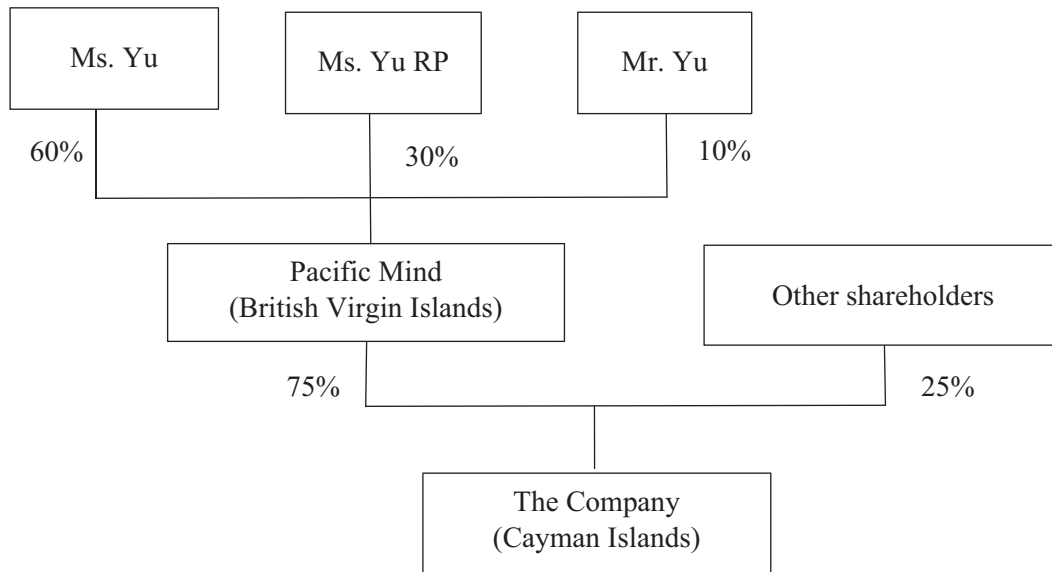 Ms. Yu
Ms. Yu RP
Mr. Yu
60%
30%
10%
Pacific Mind
(British Virgin Islands)
Other shareholders
75%
25%
The Company
(Cayman Islands)